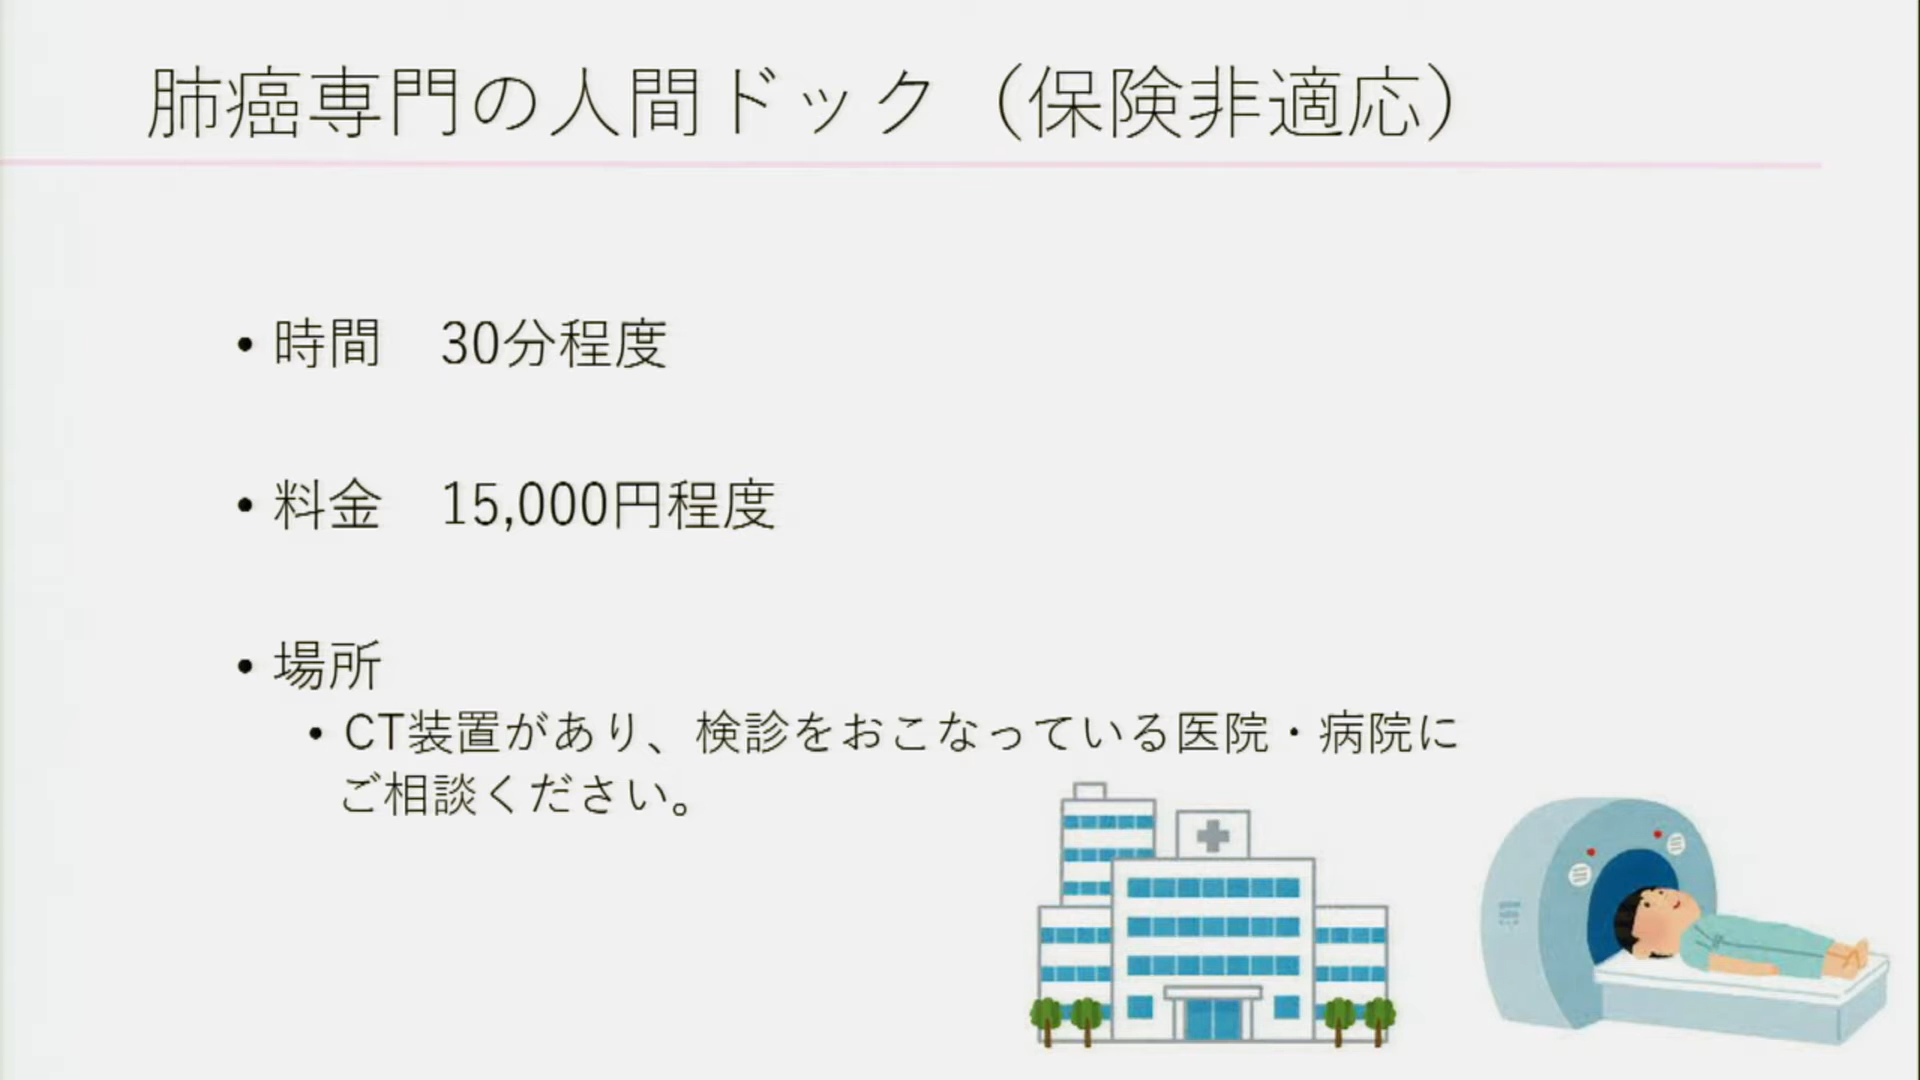 肺癌専門の人間ドック（保険非適応）
• 時間　30分程度
• 料金　15,000円程度
• 場所
• CT装置があり、検診をおこなっている医院・病院に
ご相談ください。